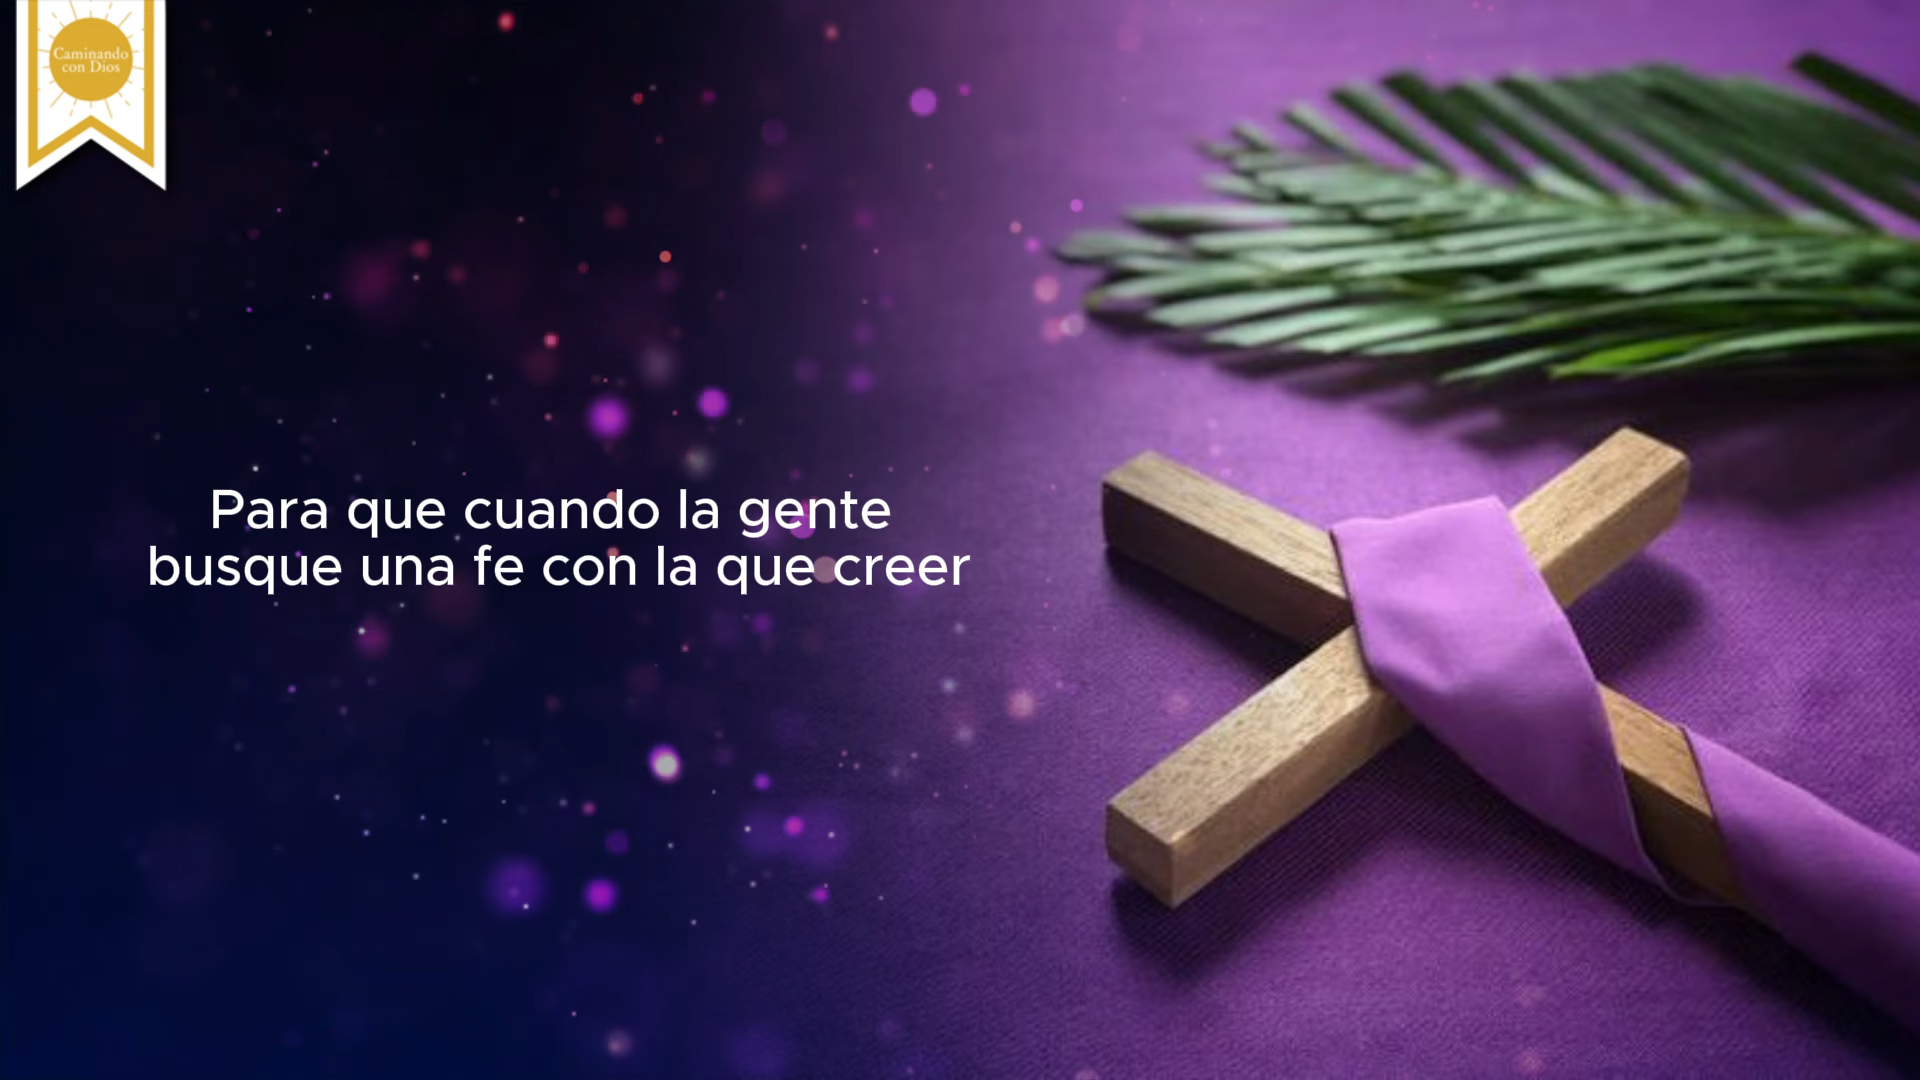 Caminando
con Dios
Para que cuando la gente
busque una fe con la que creer